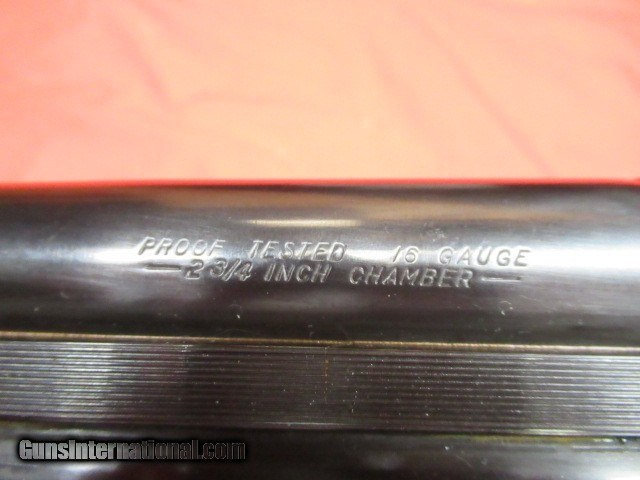 PROOF TESTED 16 GAUGE
—2 3/4 INCH CHAMBER—
GunsInternational.com